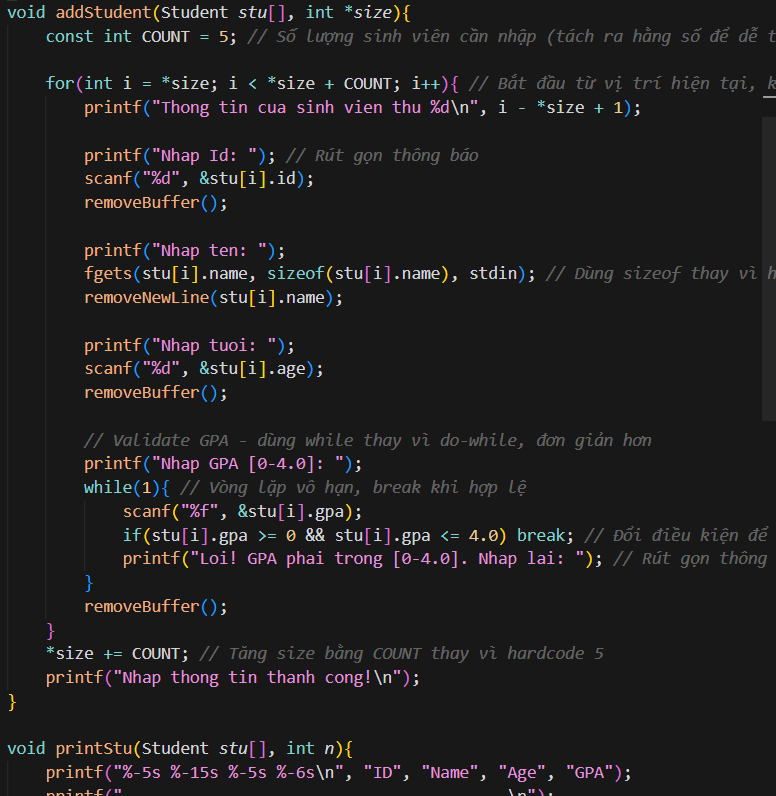 void addStudent(Student stu[], int *size){
    const int COUNT = 5; // Số lượng sinh viên cần nhập (tách ra hằng số để dễ
    for(int i = *size; i < *size + COUNT; i++){ // Bắt đầu từ vị trí hiện tại,
        printf("Thong tin cua sinh vien thu %d\n", i - *size + 1);
        printf("Nhap Id: "); // Rút gọn thông báo
        scanf("%d", &stu[i].id);
        removeBuffer();
        printf("Nhap ten: ");
        fgets(stu[i].name, sizeof(stu[i].name), stdin); // Dùng sizeof thay vì
        removeNewLine(stu[i].name);
        printf("Nhap tuoi: ");
        scanf("%d", &stu[i].age);
        removeBuffer();
        // Validate GPA - dùng while thay vì do-while, đơn giản hơn
        printf("Nhap GPA [0-4.0]: ");
        while(1){ // Vòng lặp vô hạn, break khi hợp lệ
            scanf("%f", &stu[i].gpa);
            if(stu[i].gpa >= 0 && stu[i].gpa <= 4.0) break; // Đổi điều kiện để
            printf("Loi! GPA phai trong [0-4.0]. Nhap lai: "); // Rút gọn thông
        }
        removeBuffer();
    }
    *size += COUNT; // Tăng size bằng COUNT thay vì hardcode 5
    printf("Nhap thong tin thanh cong!\n");
}
void printStu(Student stu[], int n){
    printf("%-5s %-15s %-5s %-6s\n", "ID", "Name", "Age", "GPA");